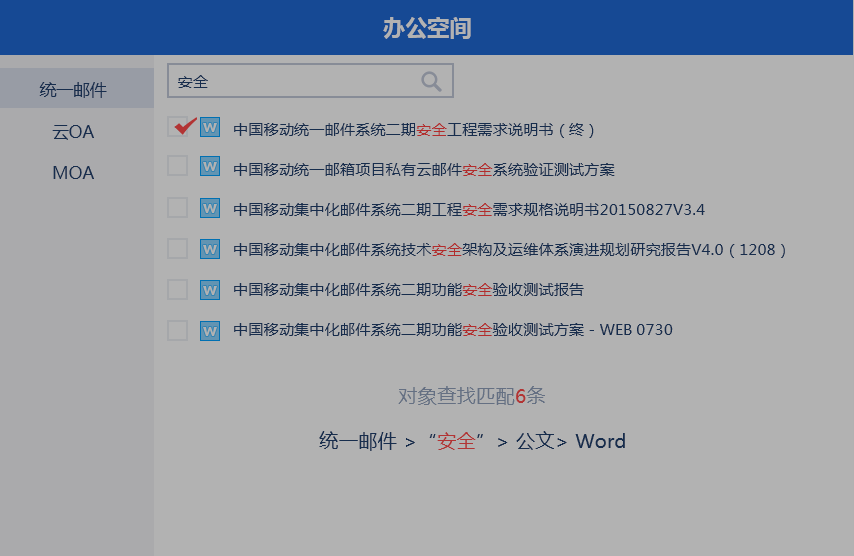 办公空间
统一邮件
云OA
MOA
安全
W 中国移动统一邮件系统二期安全工程需求说明书（终）
W 中国移动统一邮箱项目私有云邮件安全系统验证测试方案
W 中国移动集中化邮件系统二期工程安全需求规格说明书20150827V3.4
W 中国移动集中化邮件系统技术安全架构及运维体系演进规划研究报告V4.0（1208）
W 中国移动集中化邮件系统二期功能安全验收测试报告
W 中国移动集中化邮件系统二期功能安全验收测试方案 - WEB 0730
对象查找匹配6条
统一邮件 > “安全” > 公文> Word